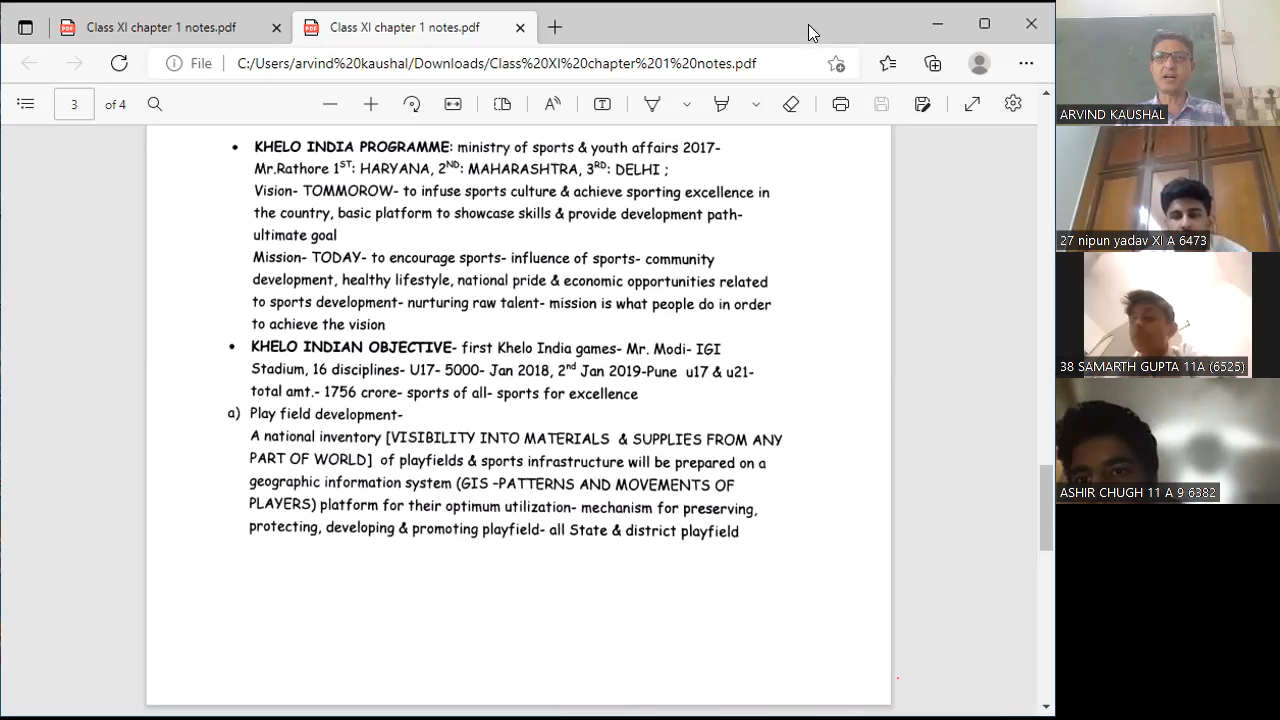 Class XI chapter 1 notes.pdf
Class XI chapter 1 notes.pdf
File
C:/Users/arvind%20kaushal/Downloads/Class%20XI%20chapter%201%20notes.pdf
3 of 4
• KHELO INDIA PROGRAMME: ministry of sports & youth affairs 2017-
Mr.Rathore 1ST: HARYANA, 2ND: MAHARASHTRA, 3RD: DELHI ;
Vision- TOMMOROW- to infuse sports culture & achieve sporting excellence in
the country, basic platform to showcase skills & provide development path-
ultimate goal
Mission- TODAY- to encourage sports- influence of sports- community
development, healthy lifestyle, national pride & economic opportunities related
to sports development- nurturing raw talent- mission is what people do in order
to achieve the vision
• KHELO INDIAN OBJECTIVE- first Khelo India games- Mr. Modi- IGI
Stadium, 16 disciplines- U17- 5000- Jan 2018, 2nd Jan 2019-Pune u17 & u21-
total amt.- 1756 crore- sports of all- sports for excellence
a) Play field development-
A national inventory [VISIBILITY INTO MATERIALS & SUPPLIES FROM ANY
PART OF WORLD] of playfields & sports infrastructure will be prepared on a
geographic information system (GIS -PATTERNS AND MOVEMENTS OF
PLAYERS) platform for their optimum utilization- mechanism for preserving,
protecting, developing & promoting playfield- all State & district playfield
ARVIND KAUSHAL
27 nipun yadav XI A 6473
38 SAMARTH GUPTA 11A (6525)
ASHIR CHUGH 11 A 9 6382